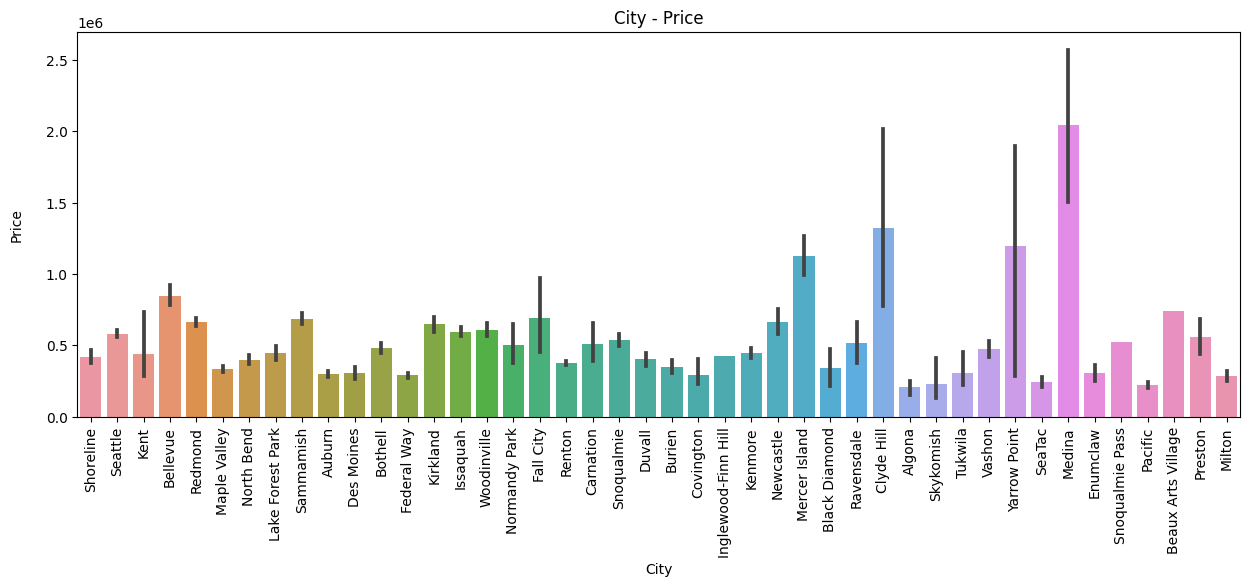 City - Price
1e6
2.5
2.0
1.5
1.0
0.5
0.0
Price
Shoreline
Seattle
Kent
Bellevue
Redmond
Maple Valley
North Bend
Lake Forest Park
Sammamish
Auburn
Des Moines
Bothell
Federal Way
Kirkland
Issaquah
Woodinville
Normandy Park
Fall City
Renton
Carnation
Snoqualmie
Duvall
Burien
Covington
Inglewood-Finn Hill
Kenmore
Newcastle
Mercer Island
Black Diamond
Ravensdale
Clyde Hill
Algona
Skykomish
Tukwila
Vashon
Yarrow Point
SeaTac
Medina
Enumclaw
Snoqualmie Pass
Pacific
Beaux Arts Village
Preston
Milton
City